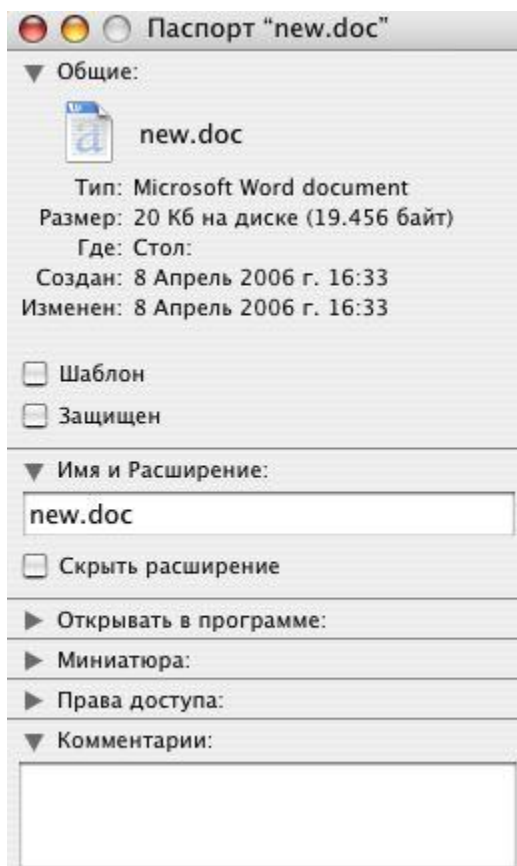 Паспорт “new.doc”
Общие:
new.doc
Тип: Microsoft Word document
Размер: 20 Кб на диске (19.456 байт)
Где: Стол:
Создан: 8 Апрель 2006 г. 16:33
Изменен: 8 Апрель 2006 г. 16:33
Шаблон
Защищен
Имя и Расширение:
new.doc
Скрыть расширение
Открывать в программе:
Миниатюра:
Права доступа:
Комментарии: